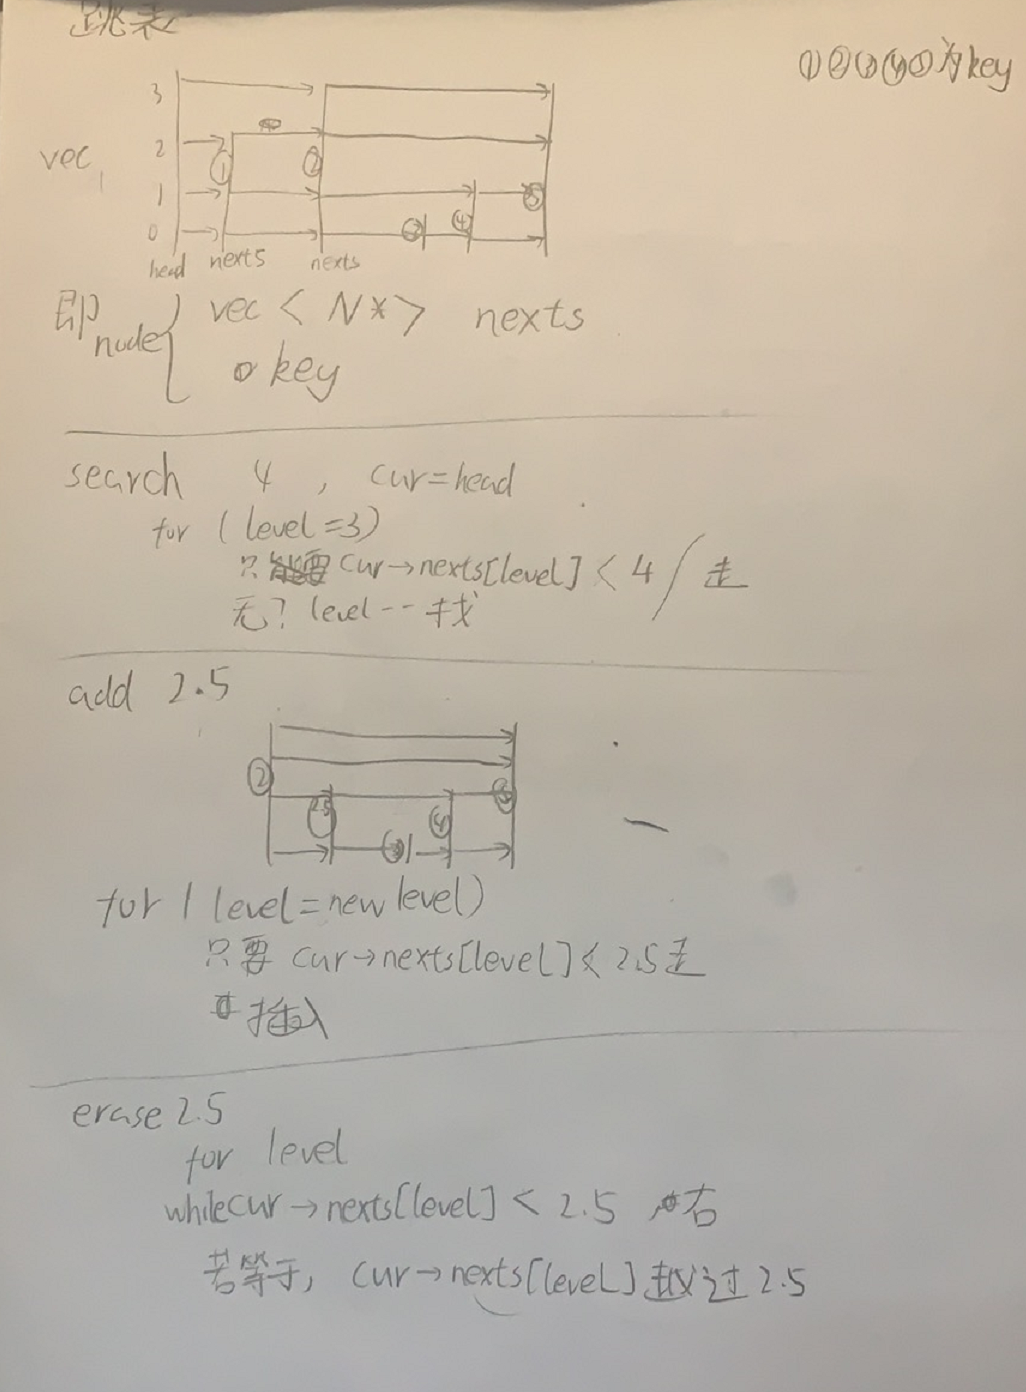 跳表
①②③④⑤为key
3
vec 2
1
0
① ② ③ ④ ⑤
head nexts nexts
即node{ vec<N*> nexts
key
search 4, cur=head
for (level=3)
只要 cur→nexts[level]<4 / 走
无? level-- 找
add 2.5
② 2.5 ③ ④ ⑤
for (level=new level)
只要 cur→nexts[level]<2.5走
插入
erase 2.5
for level
while cur→nexts[level]<2.5 右
若等于, cur→nexts[level]越过2.5